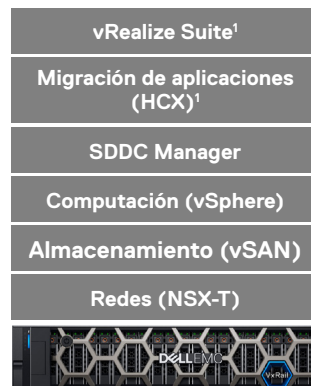 vRealize Suite¹
Migración de aplicaciones
(HCX)¹
SDDC Manager
Computación (vSphere)
Almacenamiento (vSAN)
Redes (NSX-T)
DELLEMC
VxRail